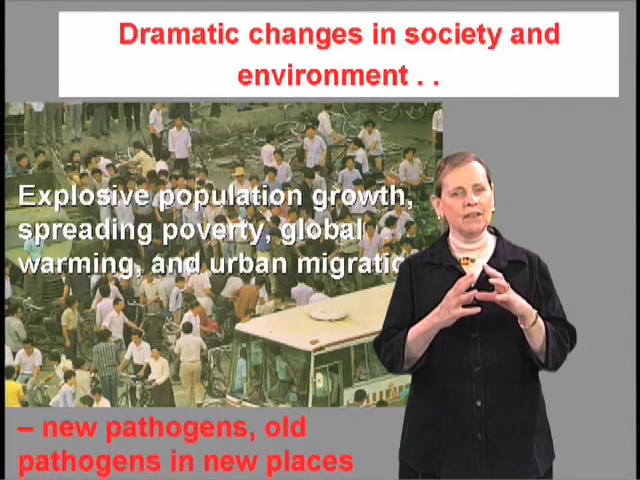 Dramatic changes in society and
environment . .
Explosive population growth,
spreading poverty, global
warming, and urban migratio
– new pathogens, old
pathogens in new places